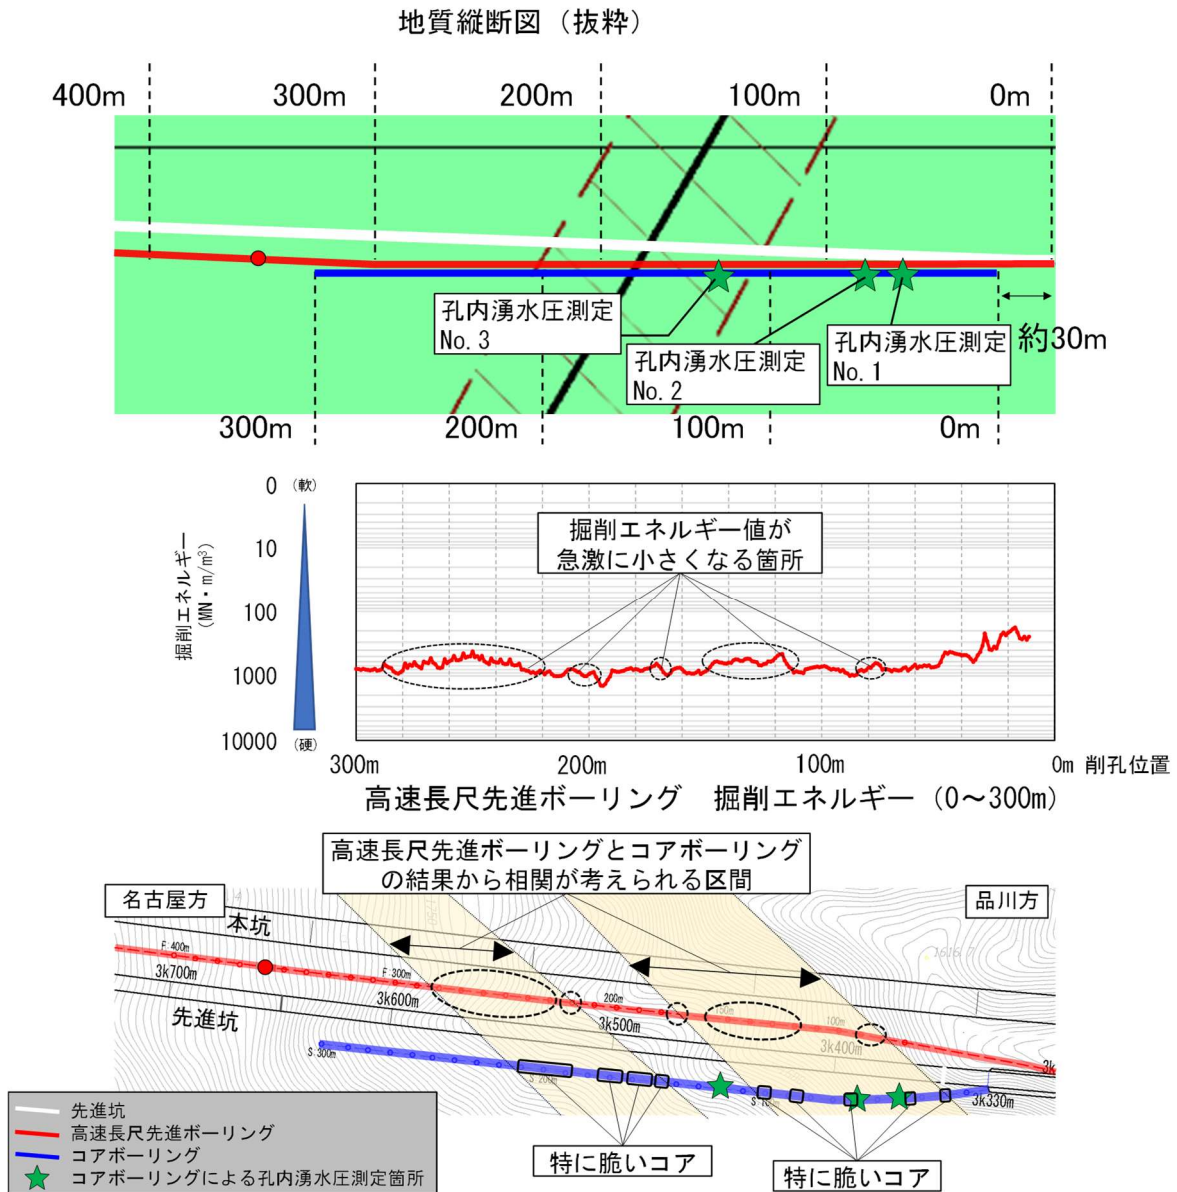 地質縦断図（抜粋）
400m 300m 200m 100m 0m
孔内湧水圧測定
No.3
孔内湧水圧測定
No.2
孔内湧水圧測定
No.1
約30m
300m 200m 100m 0m
掘削エネルギー
(MN・m/m³)
0 (軟)
10
100
1000
10000 (硬)
掘削エネルギー値が
急激に小さくなる箇所
300m 200m 100m 0m 削孔位置
高速長尺先進ボーリング　掘削エネルギー（0～300m）
高速長尺先進ボーリングとコアボーリング
の結果から相関が考えられる区間
名古屋方
品川方
本坑
1616.7
F:400m
3k700m
F:300m
3k600m
200m
3k500m
150m
100m
3k400m
先進坑
S:300m
S:200m
3k330m
特に脆いコア
特に脆いコア
先進坑
高速長尺先進ボーリング
コアボーリング
コアボーリングによる孔内湧水圧測定箇所